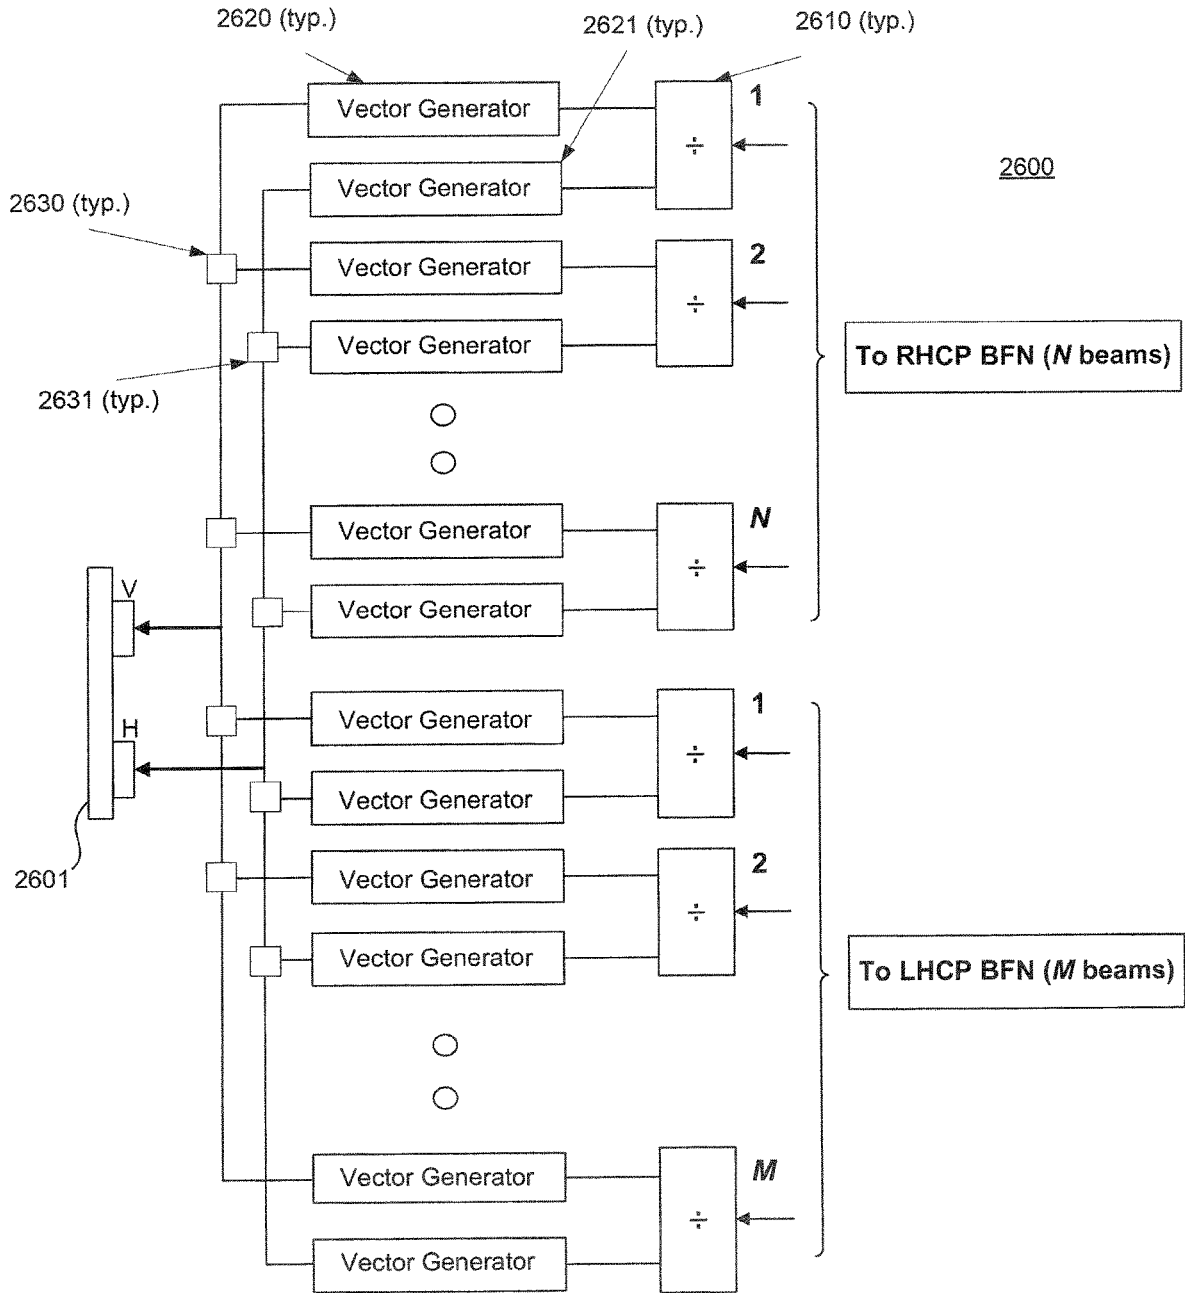 2620 (typ.)
2621 (typ.)
2610 (typ.)
Vector Generator
1
÷
2600
Vector Generator
2630 (typ.)
Vector Generator
2
÷
Vector Generator
To RHCP BFN (N beams)
2631 (typ.)
Vector Generator
N
÷
Vector Generator
V
Vector Generator
1
H
÷
Vector Generator
2601
Vector Generator
2
÷
Vector Generator
To LHCP BFN (M beams)
Vector Generator
M
÷
Vector Generator